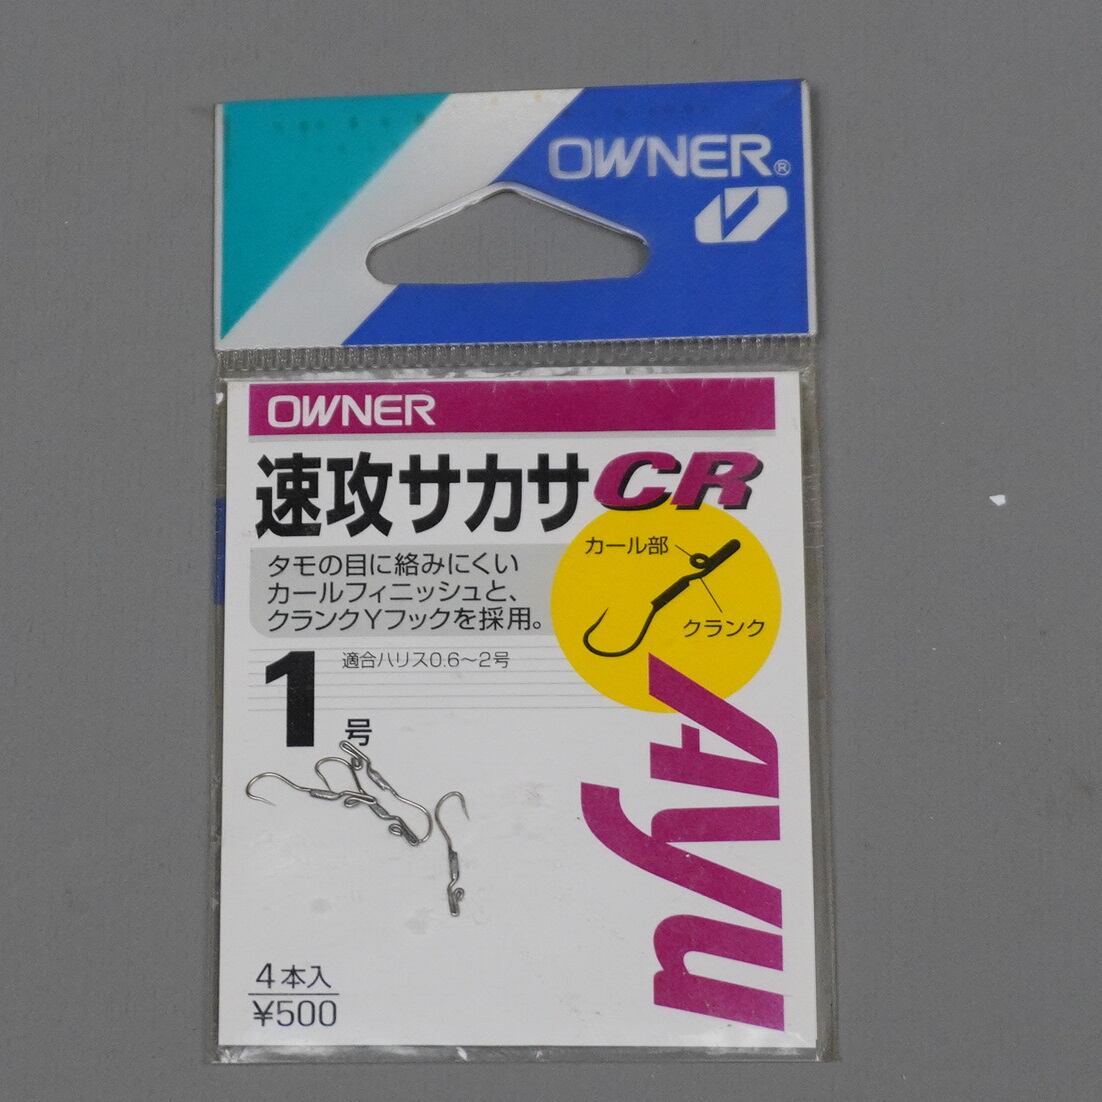 OWNER®
OWNER
速攻サカサCR
タモの目に絡みにくい
カールフィニッシュと、
クランクYフックを採用。
カール部
クランク
1号
適合ハリス0.6〜2号
Ayu
4本入
¥500